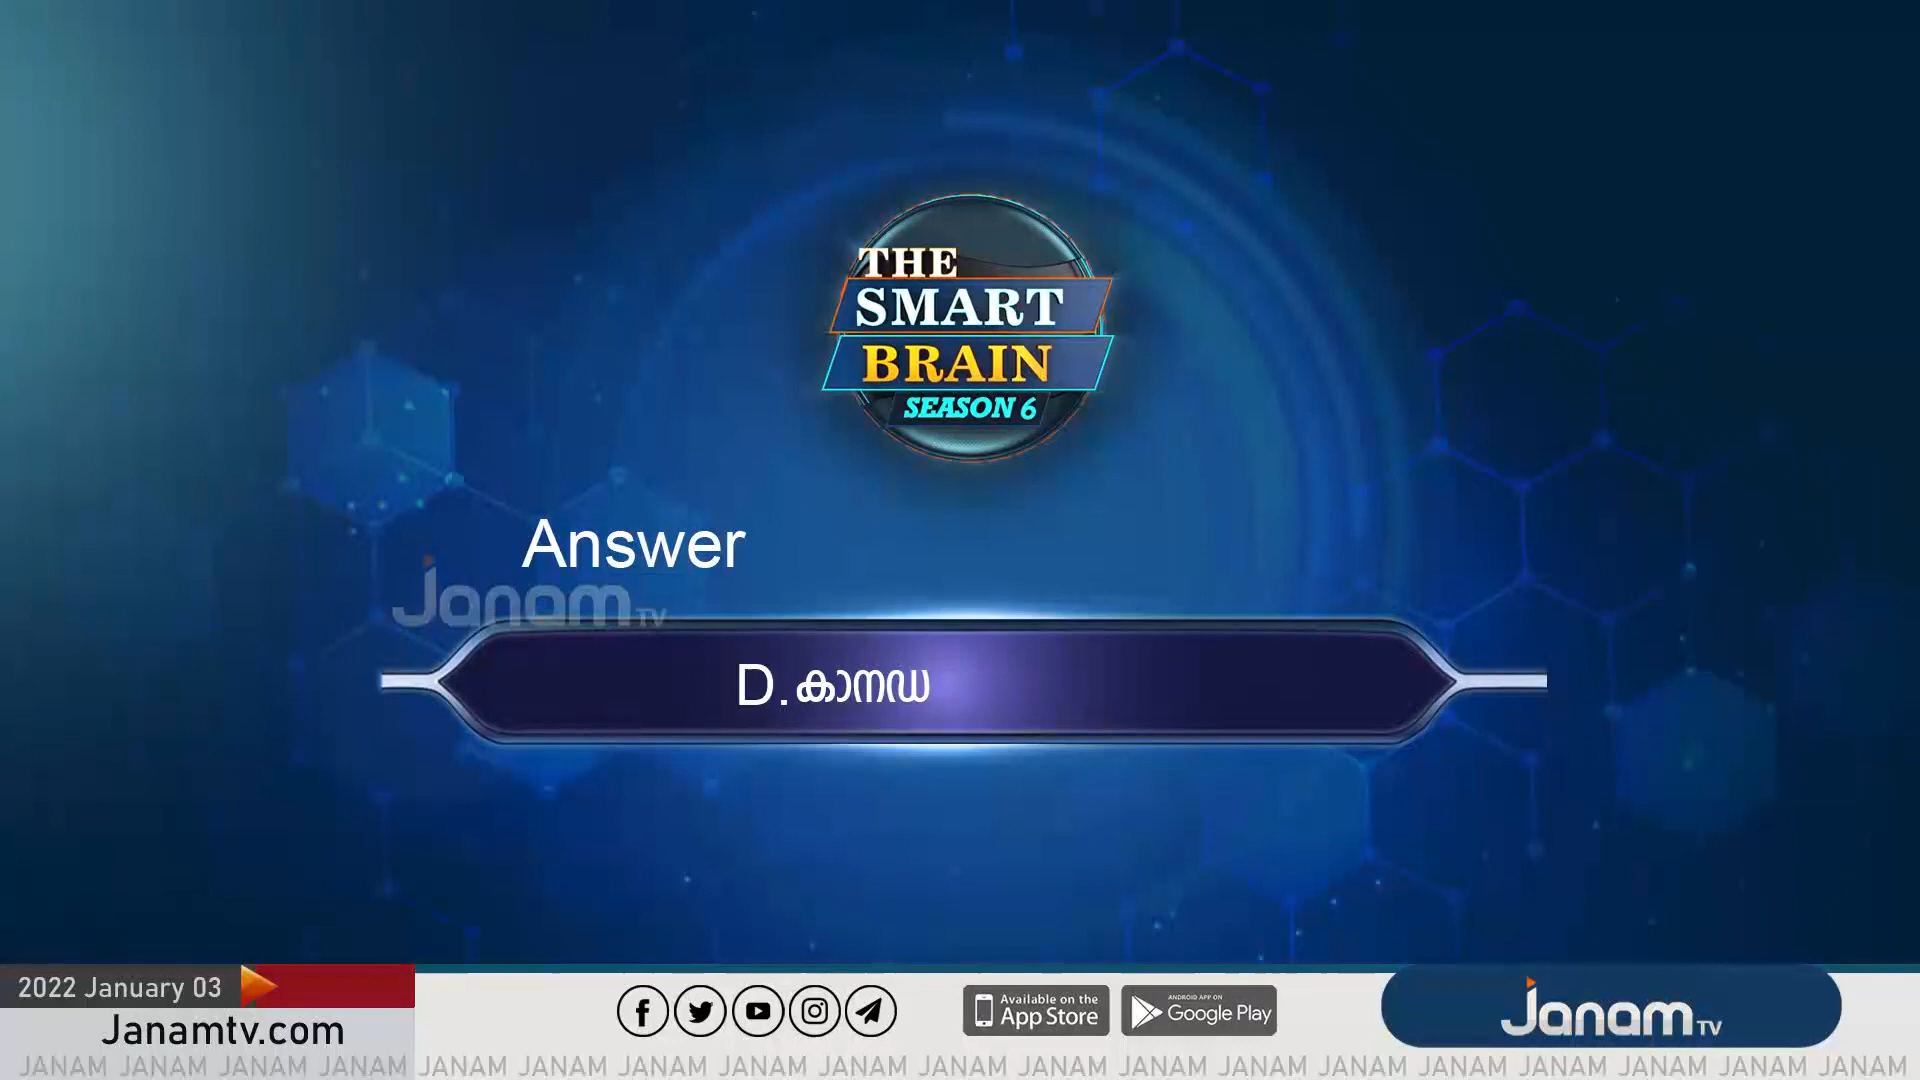 THE
SMART
BRAIN
SEASON 6
Answer
Janam TV
D. കാനഡ
2022 January 03
Janamtv.com
Available on the
App Store
ANDROID APP ON
Google Play
Janam TV
JANAM JANAM JANAM JANAM JANAM JANAM JANAM JANAM JANAM JANAM JANAM JANAM JANAM JANAM JANAM JANAM JANAM JANAM JANAM